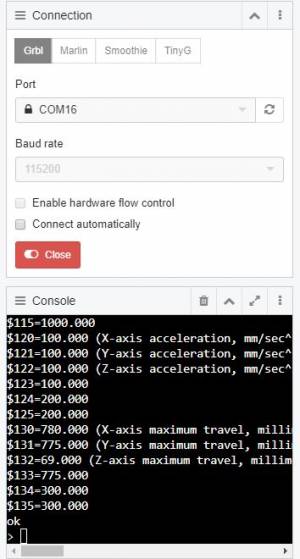 Connection
Grbl Marlin Smoothie TinyG
Port
COM16
Baud rate
115200
Enable hardware flow control
Connect automatically
Close
Console
$115=1000.000
$120=100.000 (X-axis acceleration, mm/sec^
$121=100.000 (Y-axis acceleration, mm/sec^
$122=100.000 (Z-axis acceleration, mm/sec^
$123=100.000
$124=200.000
$125=200.000
$130=780.000 (X-axis maximum travel, millim
$131=775.000 (Y-axis maximum travel, millim
$132=69.000 (Z-axis maximum travel, millim
$133=775.000
$134=300.000
$135=300.000
ok
>